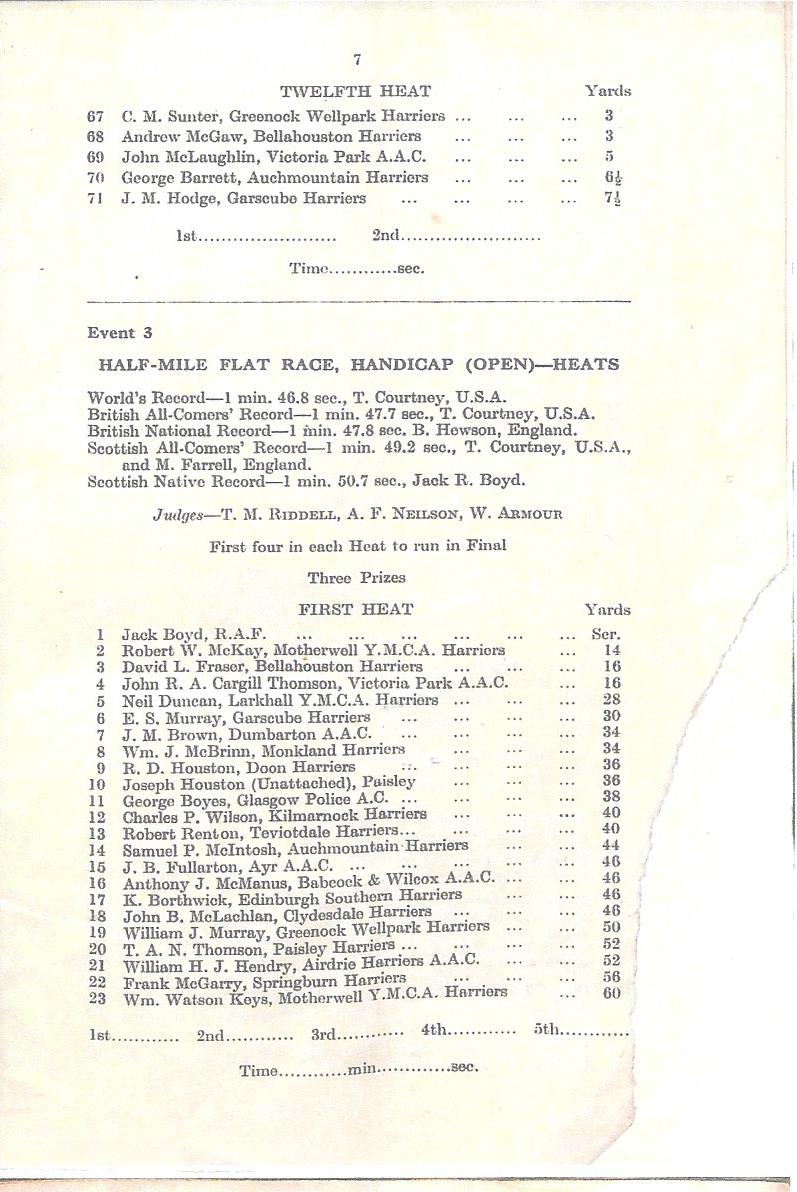 7
TWELFTH HEAT Yards
67 C. M. Sunter, Greenock Wellpark Harriers ... ... ... 3
68 Andrew McGaw, Bellahouston Harriers ... ... ... 3
69 John McLaughlin, Victoria Park A.A.C. ... ... ... 5
70 George Barrett, Auchmountain Harriers ... ... ... 6½
71 J. M. Hodge, Garscube Harriers ... ... ... ... 7½
1st........................ 2nd........................
Time............sec.
Event 3
HALF-MILE FLAT RACE, HANDICAP (OPEN)—HEATS
World's Record—1 min. 46.8 sec., T. Courtney, U.S.A.
British All-Comers' Record—1 min. 47.7 sec., T. Courtney, U.S.A.
British National Record—1 min. 47.8 sec. B. Hewson, England.
Scottish All-Comers' Record—1 min. 49.2 sec., T. Courtney, U.S.A.,
and M. Farrell, England.
Scottish Native Record—1 min. 50.7 sec., Jack R. Boyd.
Judges—T. M. RIDDELL, A. F. NEILSON, W. ARMOUR
First four in each Heat to run in Final
Three Prizes
FIRST HEAT Yards
1 Jack Boyd, R.A.F. ... ... ... ... ... ... Scr.
2 Robert W. McKay, Motherwell Y.M.C.A. Harriers ... 14
3 David L. Fraser, Bellahouston Harriers ... ... ... 16
4 John R. A. Cargill Thomson, Victoria Park A.A.C. ... 16
5 Neil Duncan, Larkhall Y.M.C.A. Harriers ... ... ... 28
6 E. S. Murray, Garscube Harriers ... ... ... ... 30
7 J. M. Brown, Dumbarton A.A.C. ... ... ... ... 34
8 Wm. J. McBrinn, Monkland Harriers ... ... ... 34
9 R. D. Houston, Doon Harriers ... ... ... ... 36
10 Joseph Houston (Unattached), Paisley ... ... ... 36
11 George Boyes, Glasgow Police A.C. ... ... ... ... 38
12 Charles P. Wilson, Kilmarnock Harriers ... ... ... 40
13 Robert Renton, Teviotdale Harriers... ... ... ... 40
14 Samuel P. McIntosh, Auchmountain Harriers ... ... 44
15 J. B. Fullarton, Ayr A.A.C. ... ... ... ... ... 46
16 Anthony J. McManus, Babcock & Wilcox A.A.C. ... ... 46
17 K. Borthwick, Edinburgh Southern Harriers ... ... 46
18 John B. McLachlan, Clydesdale Harriers ... ... ... 46
19 William J. Murray, Greenock Wellpark Harriers ... ... 50
20 T. A. N. Thomson, Paisley Harriers ... ... ... ... 52
21 William H. J. Hendry, Airdrie Harriers A.A.C. ... ... 52
22 Frank McGarry, Springburn Harriers ... ... ... 56
23 Wm. Watson Keys, Motherwell Y.M.C.A. Harriers ... 60
1st............ 2nd............ 3rd............ 4th............ 5th............
Time............min.............sec.